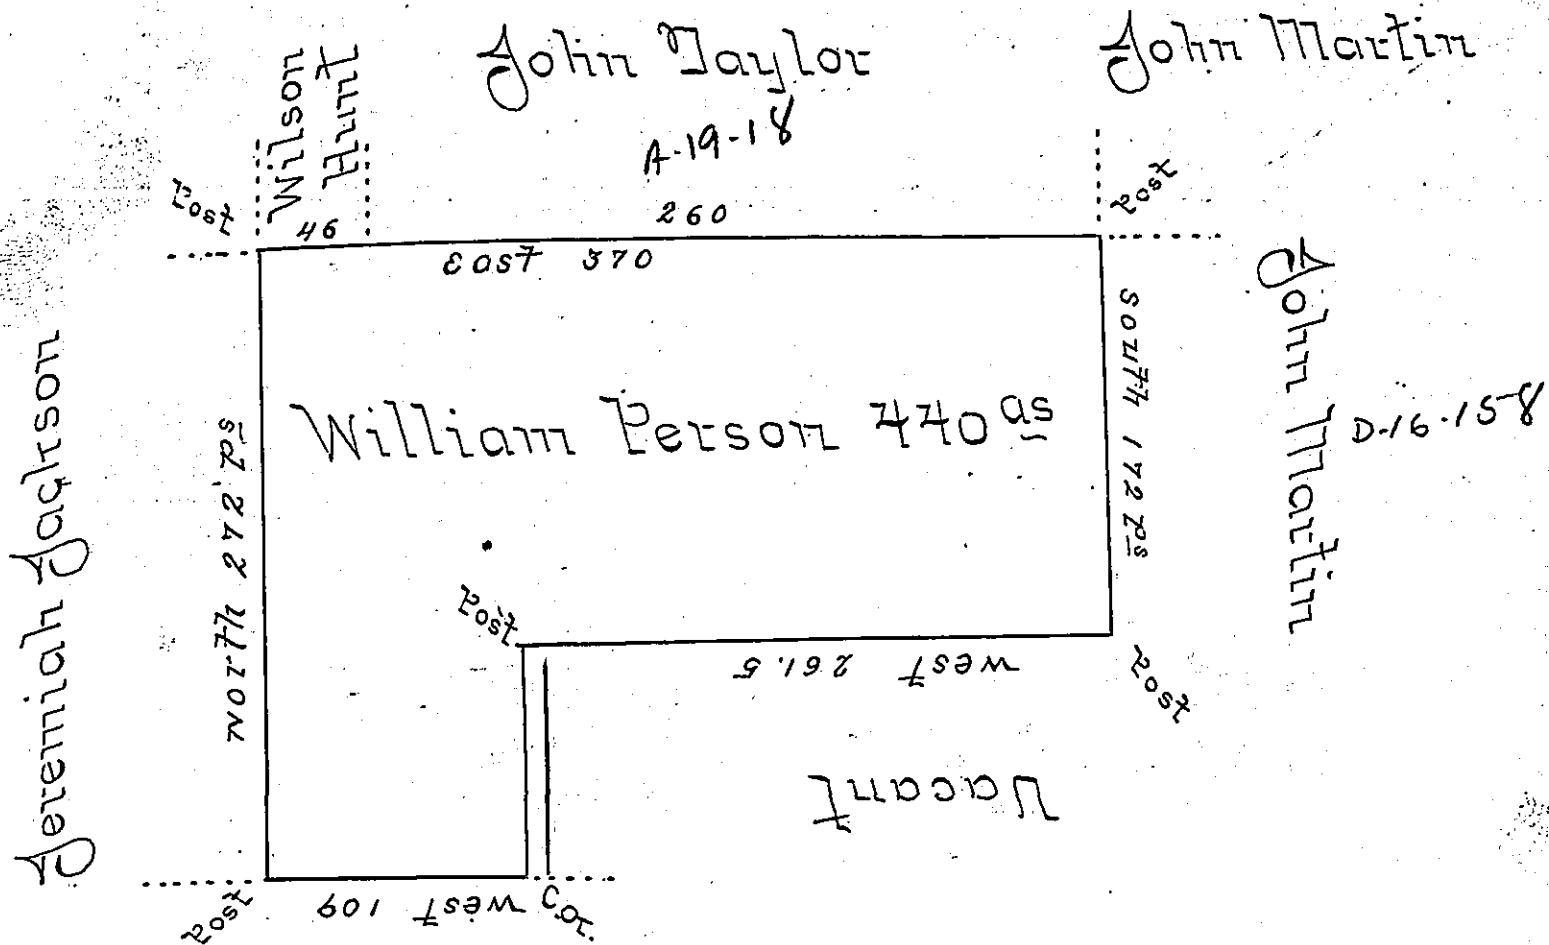 Wilson
Hunt
John Taylor
John Martin
A-19-18
Post
46
260
Post
East 370
South 172 Ps
John Martin
D-16-15-8
William Person 440 as
North 272 Ps
Jeremiah Jackson
Post
West 261.5
Post
Vacant
Post
West 109
Cor.